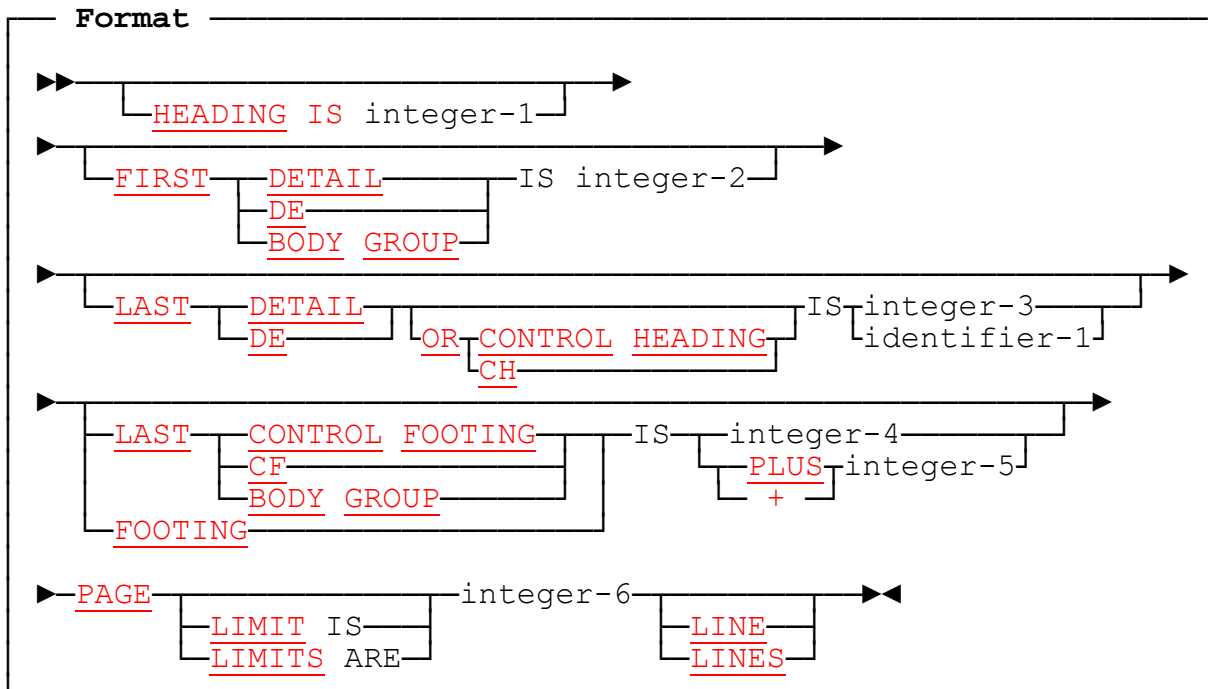 Format
HEADING IS integer-1
FIRST DETAIL IS integer-2
DE
BODY GROUP
LAST DETAIL IS integer-3
DE OR CONTROL HEADING identifier-1
CH
LAST CONTROL FOOTING IS integer-4
CF PLUS integer-5
BODY GROUP +
FOOTING
PAGE integer-6
LIMIT IS LINE
LIMITS ARE LINES